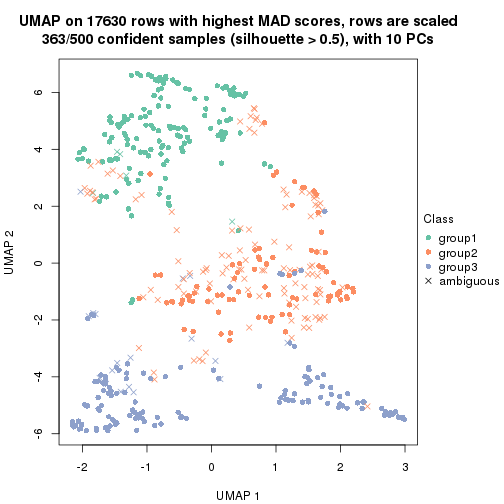 UMAP on 17630 rows with highest MAD scores, rows are scaled
363/500 confident samples (silhouette > 0.5), with 10 PCs
6
4
2
0
-2
-4
-6
UMAP 2
-2
-1
0
1
2
3
UMAP 1
Class
group1
group2
group3
ambiguous